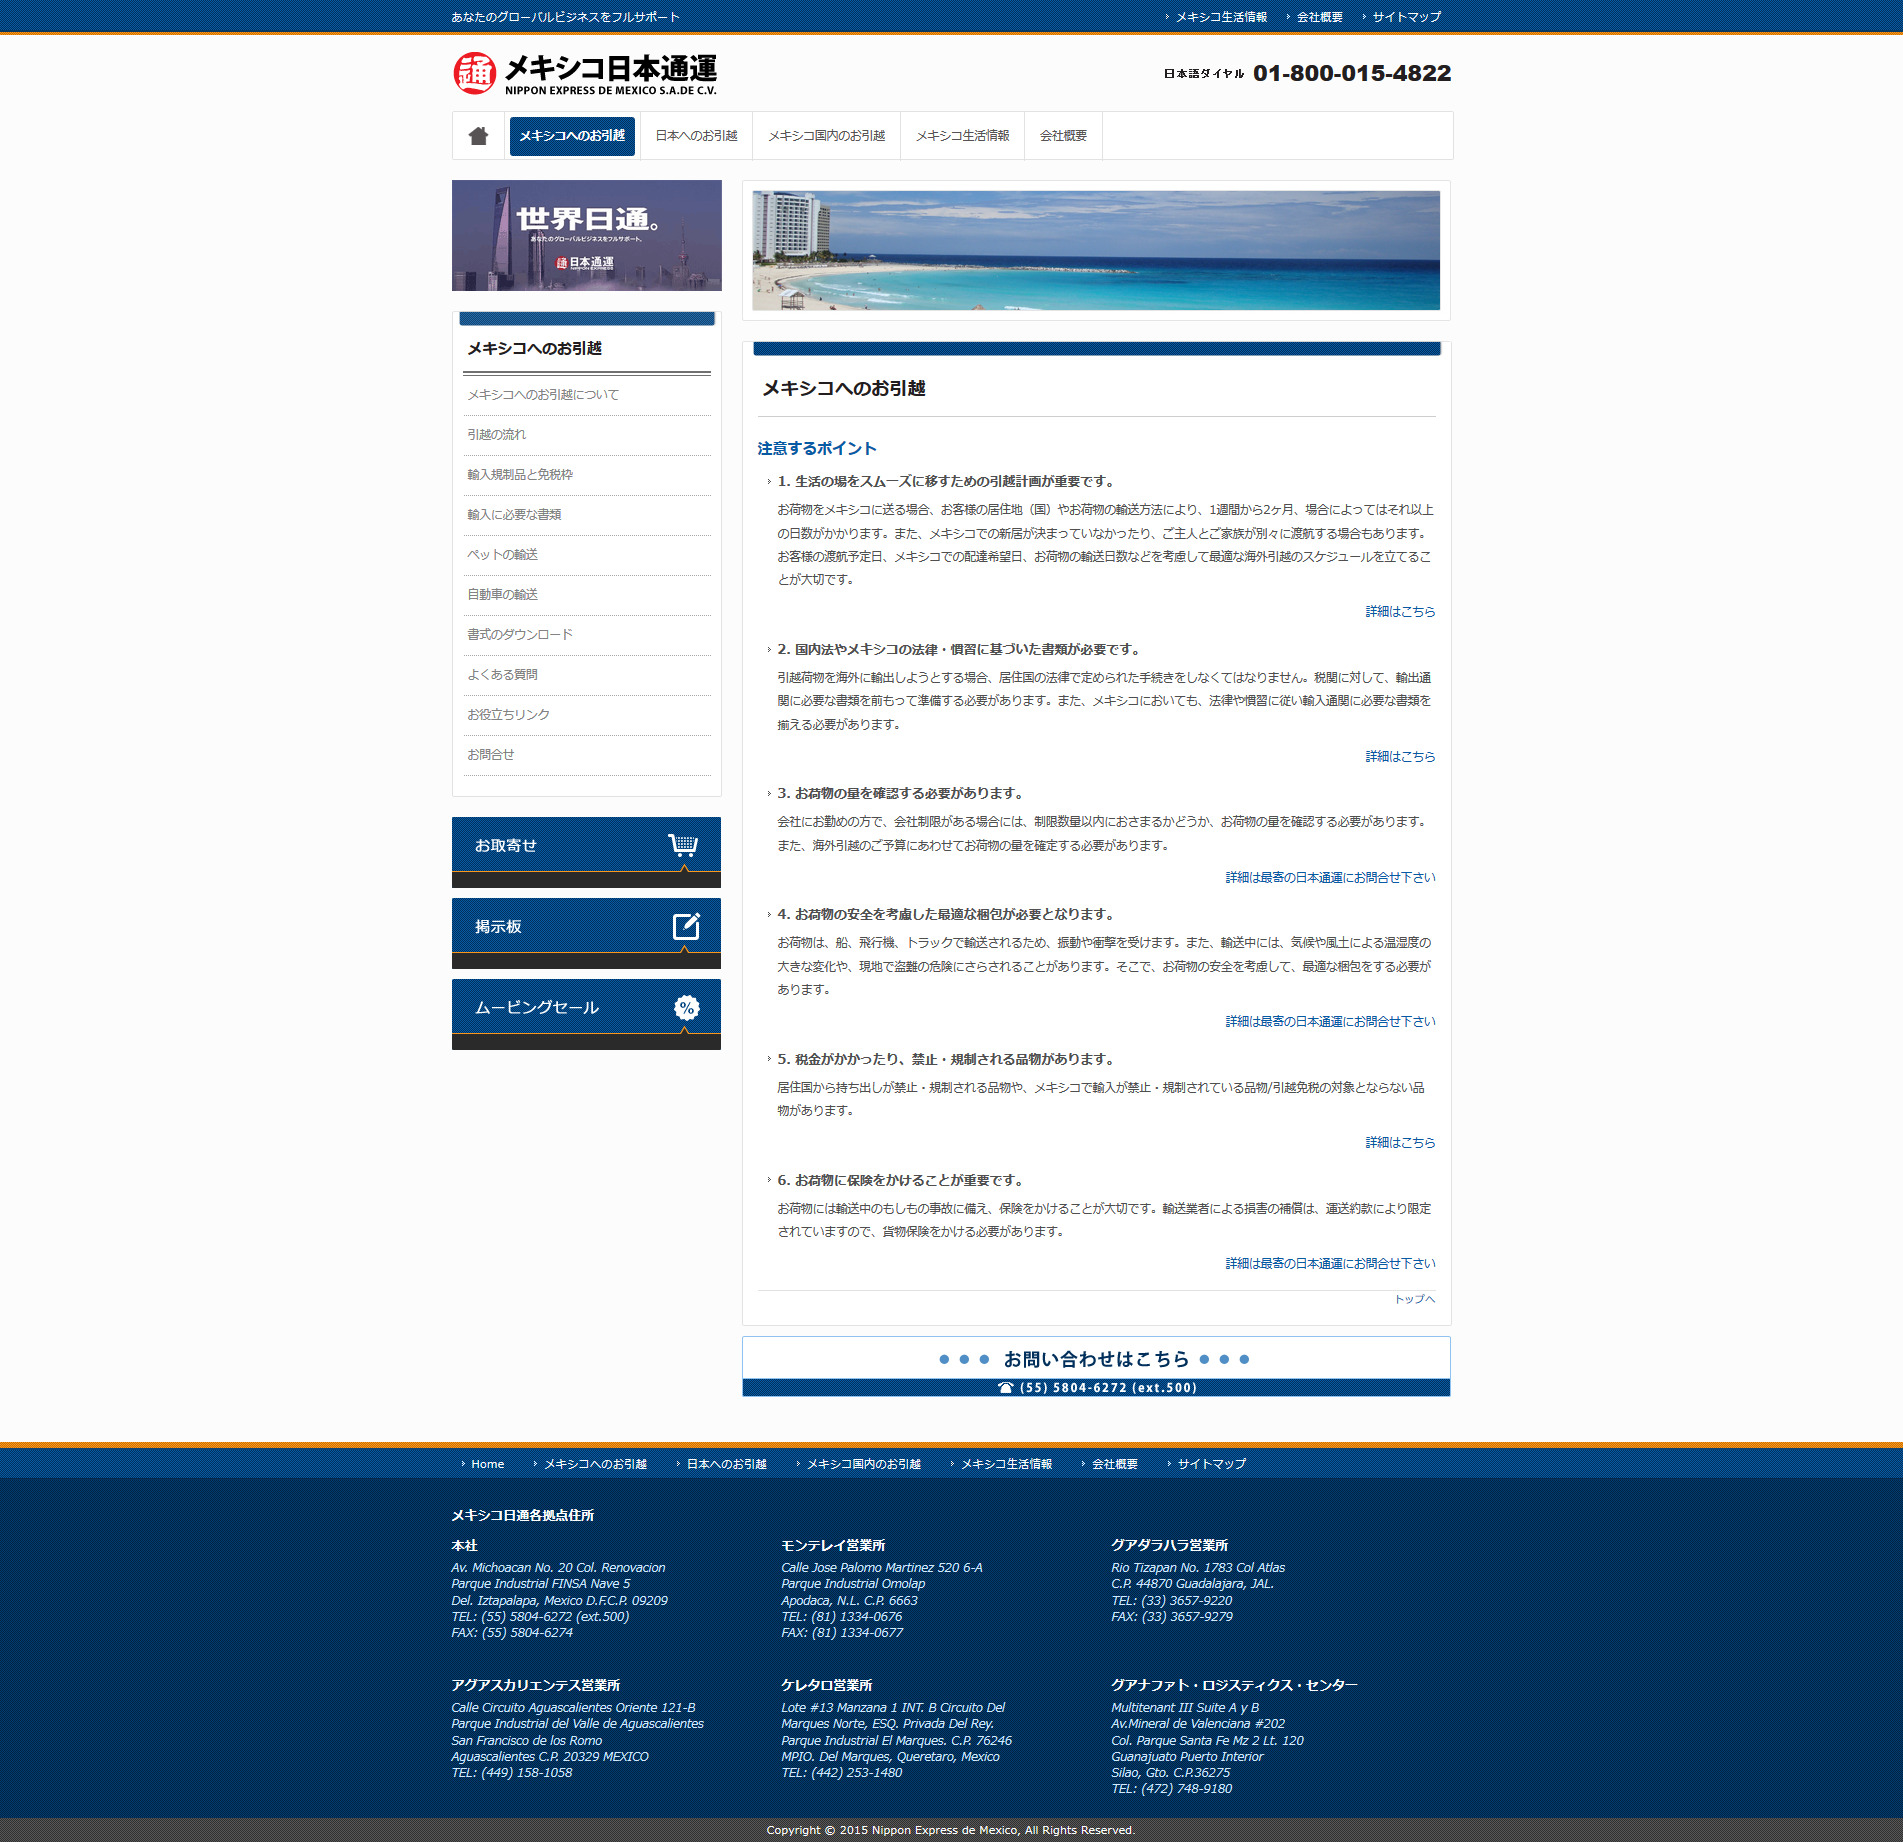 あなたのグローバルビジネスをフルサポート
メキシコ生活情報 会社概要 サイトマップ
通 メキシコ日本通運
NIPPON EXPRESS DE MEXICO S.A.DE C.V.
日本語ダイヤル 01-800-015-4822
メキシコへのお引越 日本へのお引越 メキシコ国内のお引越 メキシコ生活情報 会社概要
世界日通。
あなたのグローバルビジネスをフルサポート。
通 日本通運
NIPPON EXPRESS
メキシコへのお引越
メキシコへのお引越について
引越の流れ
輸入規制品と免税枠
輸入に必要な書類
ペットの輸送
自動車の輸送
書式のダウンロード
よくある質問
お役立ちリンク
お問合せ
お取寄せ
掲示板
ムービングセール
%
メキシコへのお引越
注意するポイント
1. 生活の場をスムーズに移すための引越計画が重要です。
お荷物をメキシコに送る場合、お客様の居住地（国）やお荷物の輸送方法により、1週間から2ヶ月、場合によってはそれ以上
の日数がかかります。また、メキシコでの新居が決まっていなかったり、ご主人とご家族が別々に渡航する場合もあります。
お客様の渡航予定日、メキシコでの配達希望日、お荷物の輸送日数などを考慮して最適な海外引越のスケジュールを立てるこ
とが大切です。
詳細はこちら
2. 国内法やメキシコの法律・慣習に基づいた書類が必要です。
引越荷物を海外に輸出しようとする場合、居住国の法律で定められた手続きをしなくてはなりません。税関に対して、輸出通
関に必要な書類を前もって準備する必要があります。また、メキシコにおいても、法律や慣習に従い輸入通関に必要な書類を
揃える必要があります。
詳細はこちら
3. お荷物の量を確認する必要があります。
会社にお勤めの方で、会社制限がある場合には、制限数量以内におさまるかどうか、お荷物の量を確認する必要があります。
また、海外引越のご予算にあわせてお荷物の量を確定する必要があります。
詳細は最寄の日本通運にお問合せ下さい
4. お荷物の安全を考慮した最適な梱包が必要となります。
お荷物は、船、飛行機、トラックで輸送されるため、振動や衝撃を受けます。また、輸送中には、気候や風土による温湿度の
大きな変化や、現地で盗難の危険にさらされることがあります。そこで、お荷物の安全を考慮して、最適な梱包をする必要が
あります。
詳細は最寄の日本通運にお問合せ下さい
5. 税金がかかったり、禁止・規制される品物があります。
居住国から持ち出しが禁止・規制される品物や、メキシコで輸入が禁止・規制されている品物/引越免税の対象とならない品
物があります。
詳細はこちら
6. お荷物に保険をかけることが重要です。
お荷物には輸送中のもしもの事故に備え、保険をかけることが大切です。輸送業者による損害の補償は、運送約款により限定
されていますので、貨物保険をかける必要があります。
詳細は最寄の日本通運にお問合せ下さい
トップへ
お問い合わせはこちら
(55) 5804-6272 (ext.500)
Home メキシコへのお引越 日本へのお引越 メキシコ国内のお引越 メキシコ生活情報 会社概要 サイトマップ
メキシコ日通各拠点住所
本社
Av. Michoacan No. 20 Col. Renovacion
Parque Industrial FINSA Nave 5
Del. Iztapalapa, Mexico D.F.C.P. 09209
TEL: (55) 5804-6272 (ext.500)
FAX: (55) 5804-6274
モンテレイ営業所
Calle Jose Palomo Martinez 520 6-A
Parque Industrial Omolap
Apodaca, N.L. C.P. 6663
TEL: (81) 1334-0676
FAX: (81) 1334-0677
グアダラハラ営業所
Rio Tizapan No. 1783 Col Atlas
C.P. 44870 Guadalajara, JAL.
TEL: (33) 3657-9220
FAX: (33) 3657-9279
アグアスカリエンテス営業所
Calle Circuito Aguascalientes Oriente 121-B
Parque Industrial del Valle de Aguascalientes
San Francisco de los Romo
Aguascalientes C.P. 20329 MEXICO
TEL: (449) 158-1058
ケレタロ営業所
Lote #13 Manzana 1 INT. B Circuito Del
Marques Norte, ESQ. Privada Del Rey.
Parque Industrial El Marques. C.P. 76246
MPIO. Del Marques, Queretaro, Mexico
TEL: (442) 253-1480
グアナファト・ロジスティクス・センター
Multitenant III Suite A y B
Av.Mineral de Valenciana #202
Col. Parque Santa Fe Mz 2 Lt. 120
Guanajuato Puerto Interior
Silao, Gto. C.P.36275
TEL: (472) 748-9180
Copyright © 2015 Nippon Express de Mexico, All Rights Reserved.